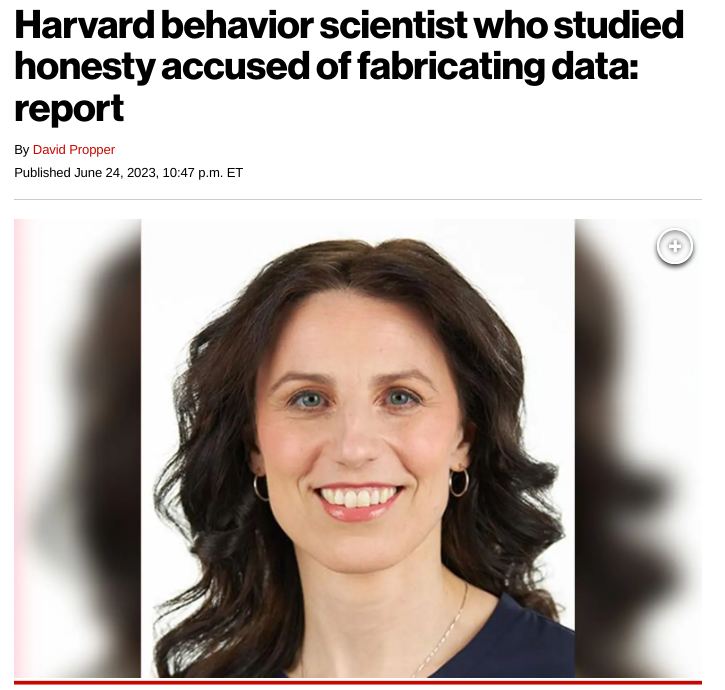 Harvard behavior scientist who studied
honesty accused of fabricating data:
report
By David Propper
Published June 24, 2023, 10:47 p.m. ET